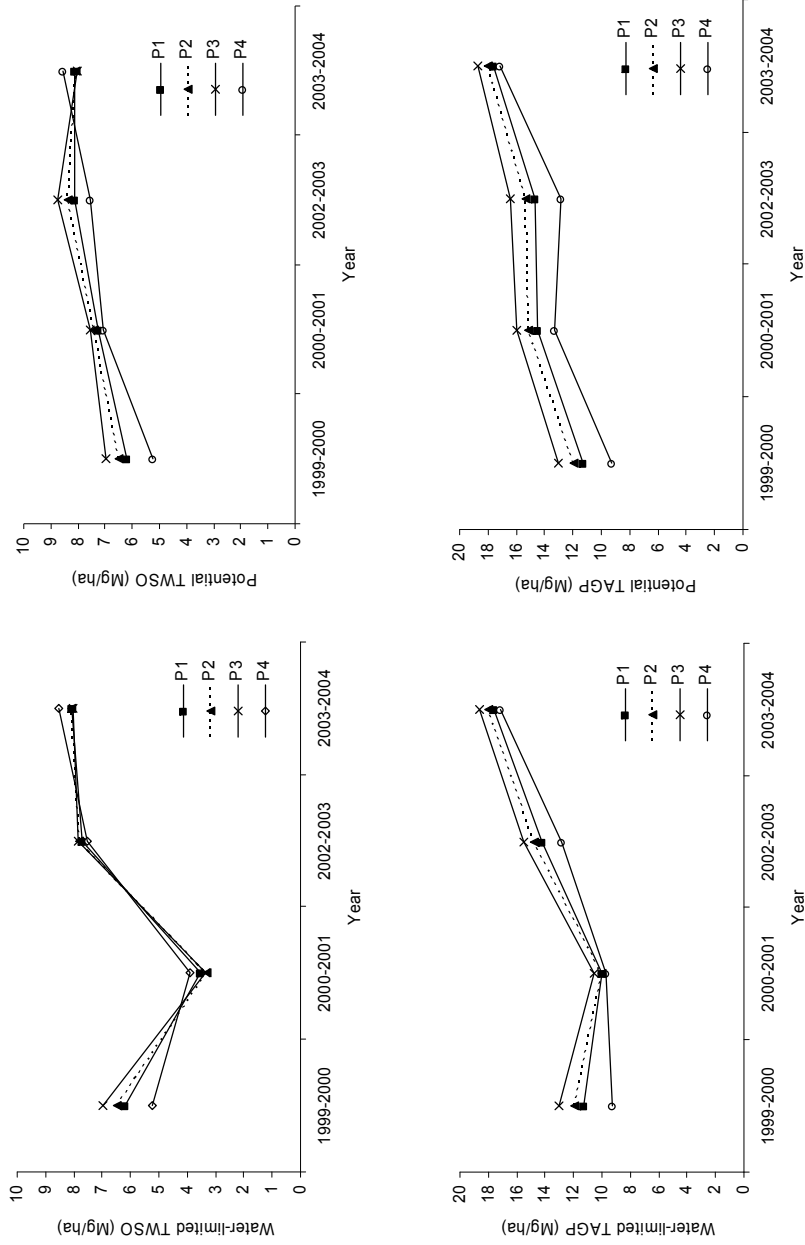 Water-limited TWSO (Mg/ha)
10
9
8
7
6
5
4
3
2
1
0
1999-2000
2000-2001
2002-2003
2003-2004
Year
P1
P2
P3
P4
Potential TWSO (Mg/ha)
10
9
8
7
6
5
4
3
2
1
0
1999-2000
2000-2001
2002-2003
2003-2004
Year
P1
P2
P3
P4
Water-limited TAGP (Mg/ha)
20
18
16
14
12
10
8
6
4
2
0
1999-2000
2000-2001
2002-2003
2003-2004
Year
P1
P2
P3
P4
Potential TAGP (Mg/ha)
20
18
16
14
12
10
8
6
4
2
0
1999-2000
2000-2001
2002-2003
2003-2004
Year
P1
P2
P3
P4